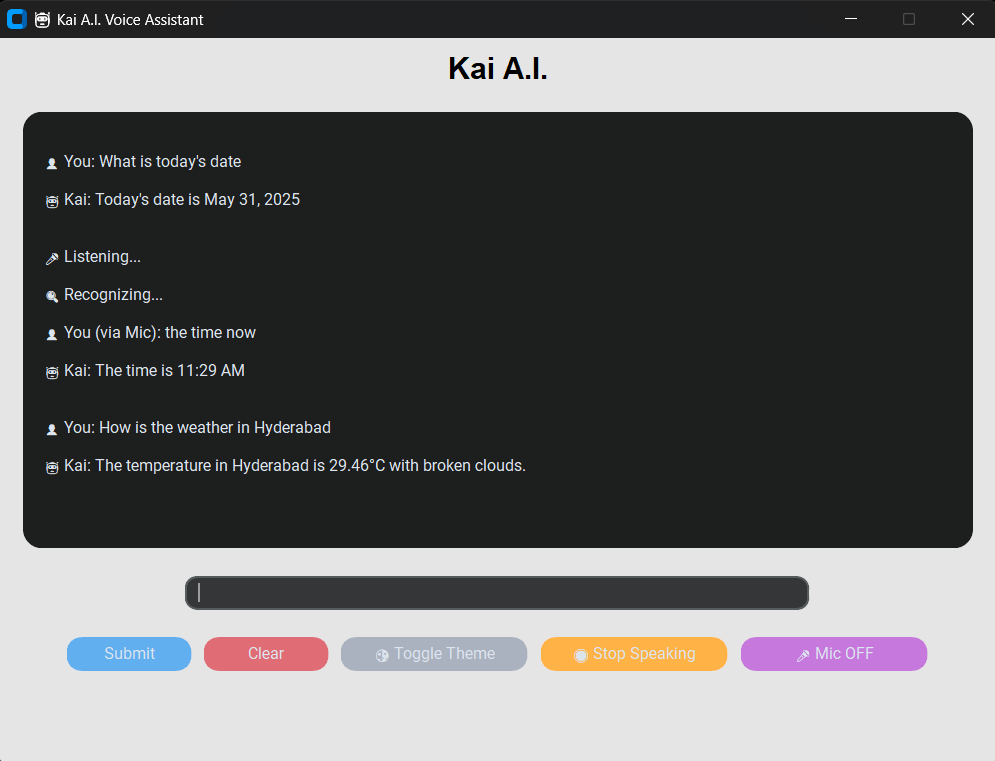 Kai A.I. Voice Assistant
Kai A.I.
You: What is today's date
Kai: Today's date is May 31, 2025
Listening...
Recognizing...
You (via Mic): the time now
Kai: The time is 11:29 AM
You: How is the weather in Hyderabad
Kai: The temperature in Hyderabad is 29.46°C with broken clouds.
Submit Clear Toggle Theme Stop Speaking Mic OFF